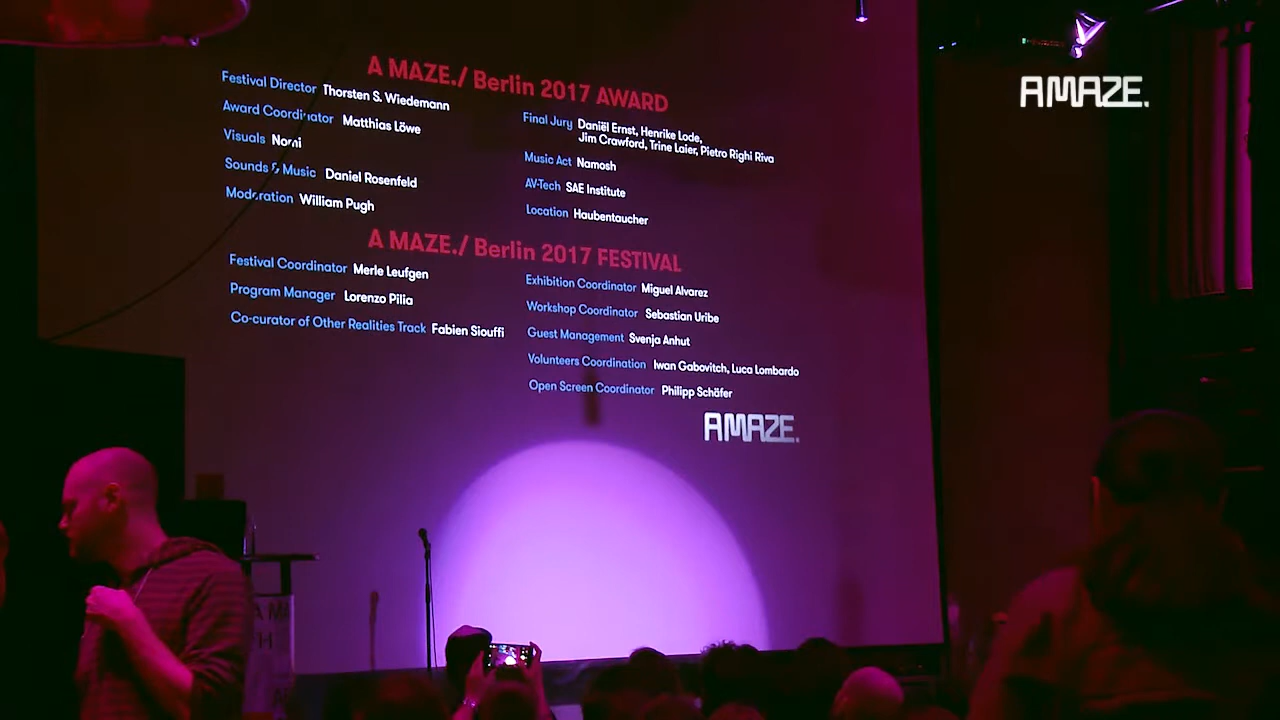 A MAZE./ Berlin 2017 AWARD
Festival Director Thorsten S. Wiedemann
Award Coordinator Matthias Löwe
Visuals Nomi
Sounds & Music Daniel Rosenfeld
Moderation William Pugh
Final Jury Daniël Ernst, Henrike Lode,
Jim Crawford, Trine Laier, Pietro Righi Riva
Music Act Namosh
AV-Tech SAE Institute
Location Haubentaucher
A MAZE./ Berlin 2017 FESTIVAL
Festival Coordinator Merle Leufgen
Program Manager Lorenzo Pilia
Co-curator of Other Realities Track Fabien Siouffi
Exhibition Coordinator Miguel Alvarez
Workshop Coordinator Sebastian Uribe
Guest Management Svenja Anhut
Volunteers Coordination Iwan Gabovitch, Luca Lombardo
Open Screen Coordinator Philipp Schäfer
A MAZE.
A MAZE.